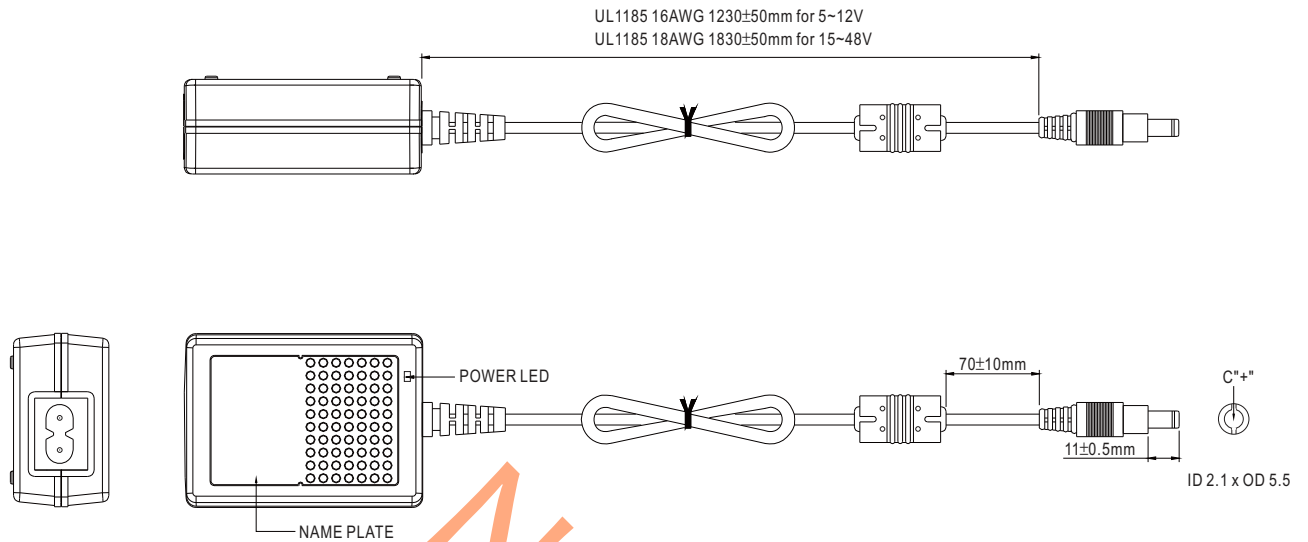 UL1185 16AWG 1230±50mm for 5~12V
UL1185 18AWG 1830±50mm for 15~48V
POWER LED
70±10mm
C"+"
11±0.5mm
ID 2.1 x OD 5.5
NAME PLATE